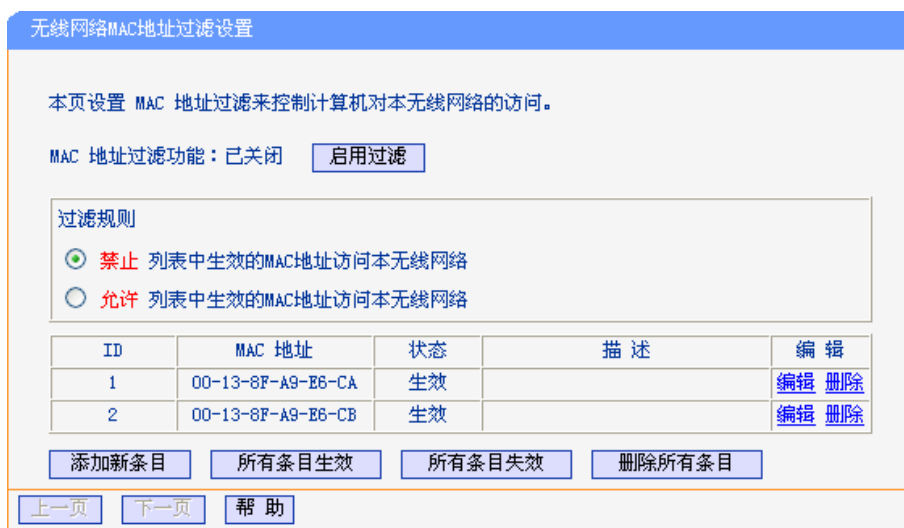 无线网络MAC地址过滤设置
本页设置 MAC 地址过滤来控制计算机对本无线网络的访问。
MAC 地址过滤功能：已关闭 启用过滤
过滤规则
禁止 列表中生效的MAC地址访问本无线网络
允许 列表中生效的MAC地址访问本无线网络
ID MAC 地址 状态 描 述 编 辑
1 00-13-8F-A9-E6-CA 生效 编辑 删除
2 00-13-8F-A9-E6-CB 生效 编辑 删除
添加新条目 所有条目生效 所有条目失效 删除所有条目
上一页 下一页 帮 助